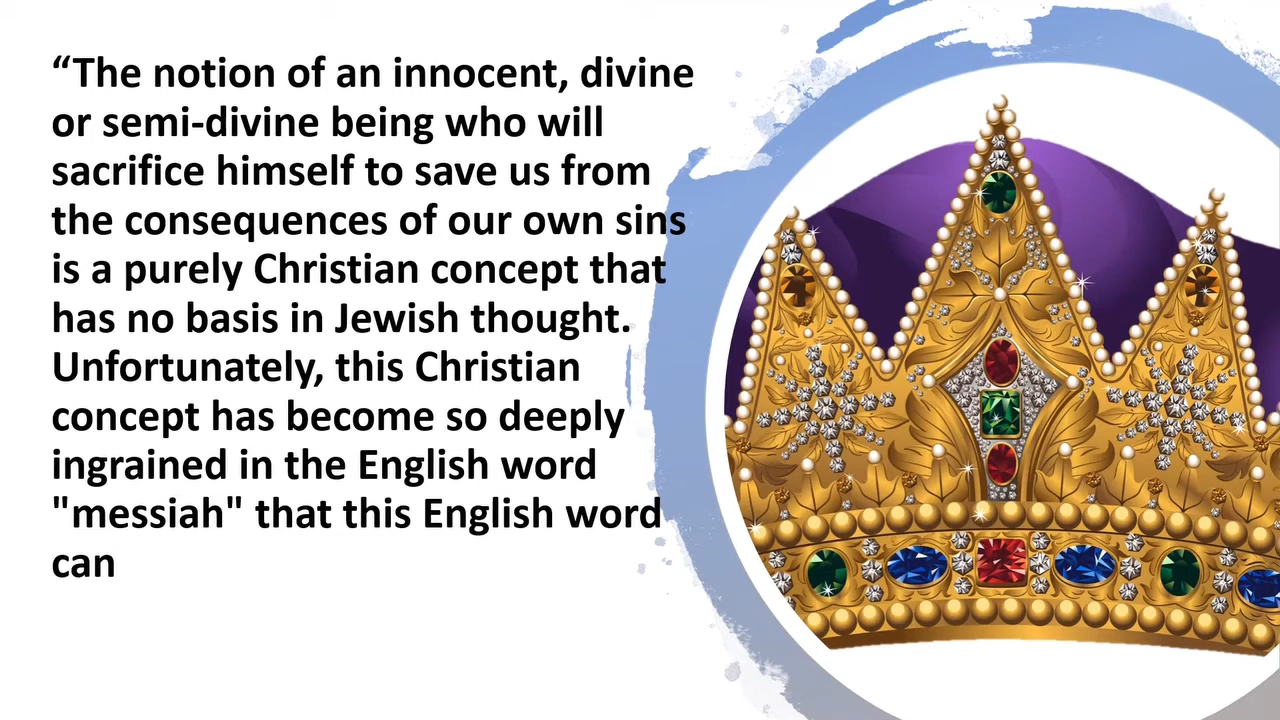 “The notion of an innocent, divine
or semi-divine being who will
sacrifice himself to save us from
the consequences of our own sins
is a purely Christian concept that
has no basis in Jewish thought.
Unfortunately, this Christian
concept has become so deeply
ingrained in the English word
"messiah" that this English word
can